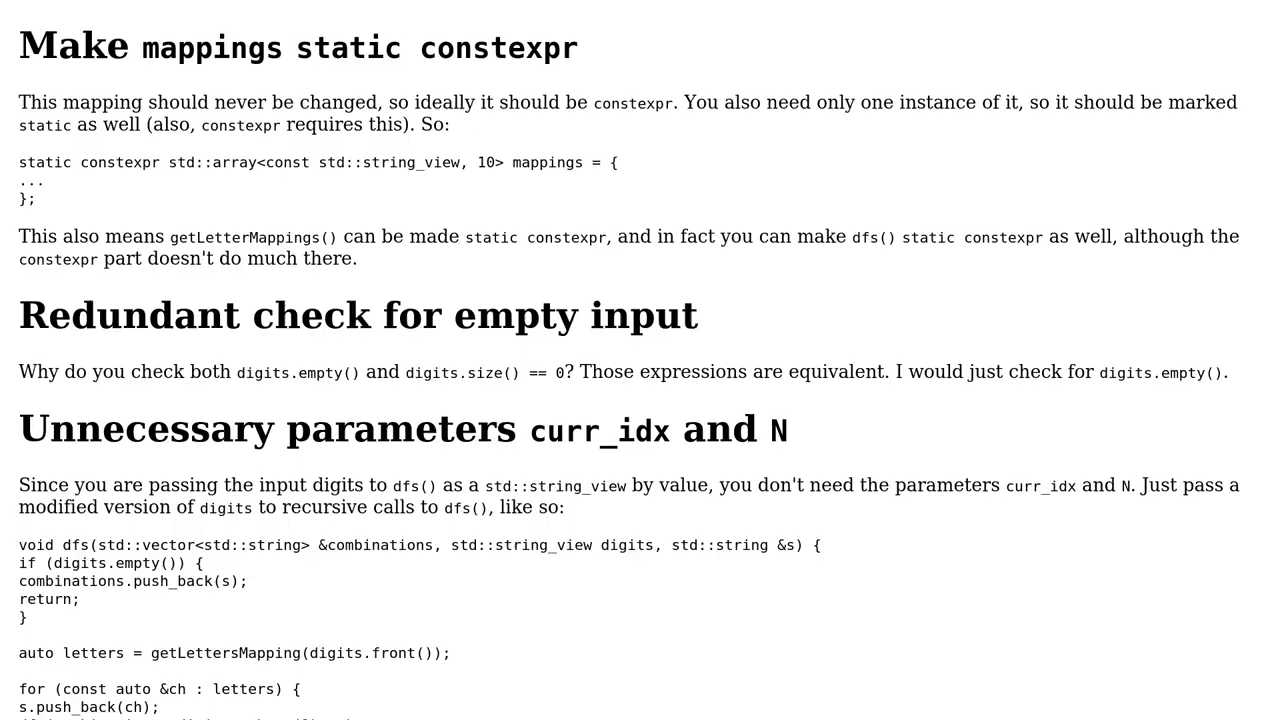 Make mappings static constexpr
This mapping should never be changed, so ideally it should be constexpr. You also need only one instance of it, so it should be marked
static as well (also, constexpr requires this). So:
static constexpr std::array<const std::string_view, 10> mappings = {
...
};
This also means getLetterMappings() can be made static constexpr, and in fact you can make dfs() static constexpr as well, although the
constexpr part doesn't do much there.
Redundant check for empty input
Why do you check both digits.empty() and digits.size() == 0? Those expressions are equivalent. I would just check for digits.empty().
Unnecessary parameters curr_idx and N
Since you are passing the input digits to dfs() as a std::string_view by value, you don't need the parameters curr_idx and N. Just pass a
modified version of digits to recursive calls to dfs(), like so:
void dfs(std::vector<std::string> &combinations, std::string_view digits, std::string &s) {
if (digits.empty()) {
combinations.push_back(s);
return;
}
auto letters = getLettersMapping(digits.front());
for (const auto &ch : letters) {
s.push_back(ch);